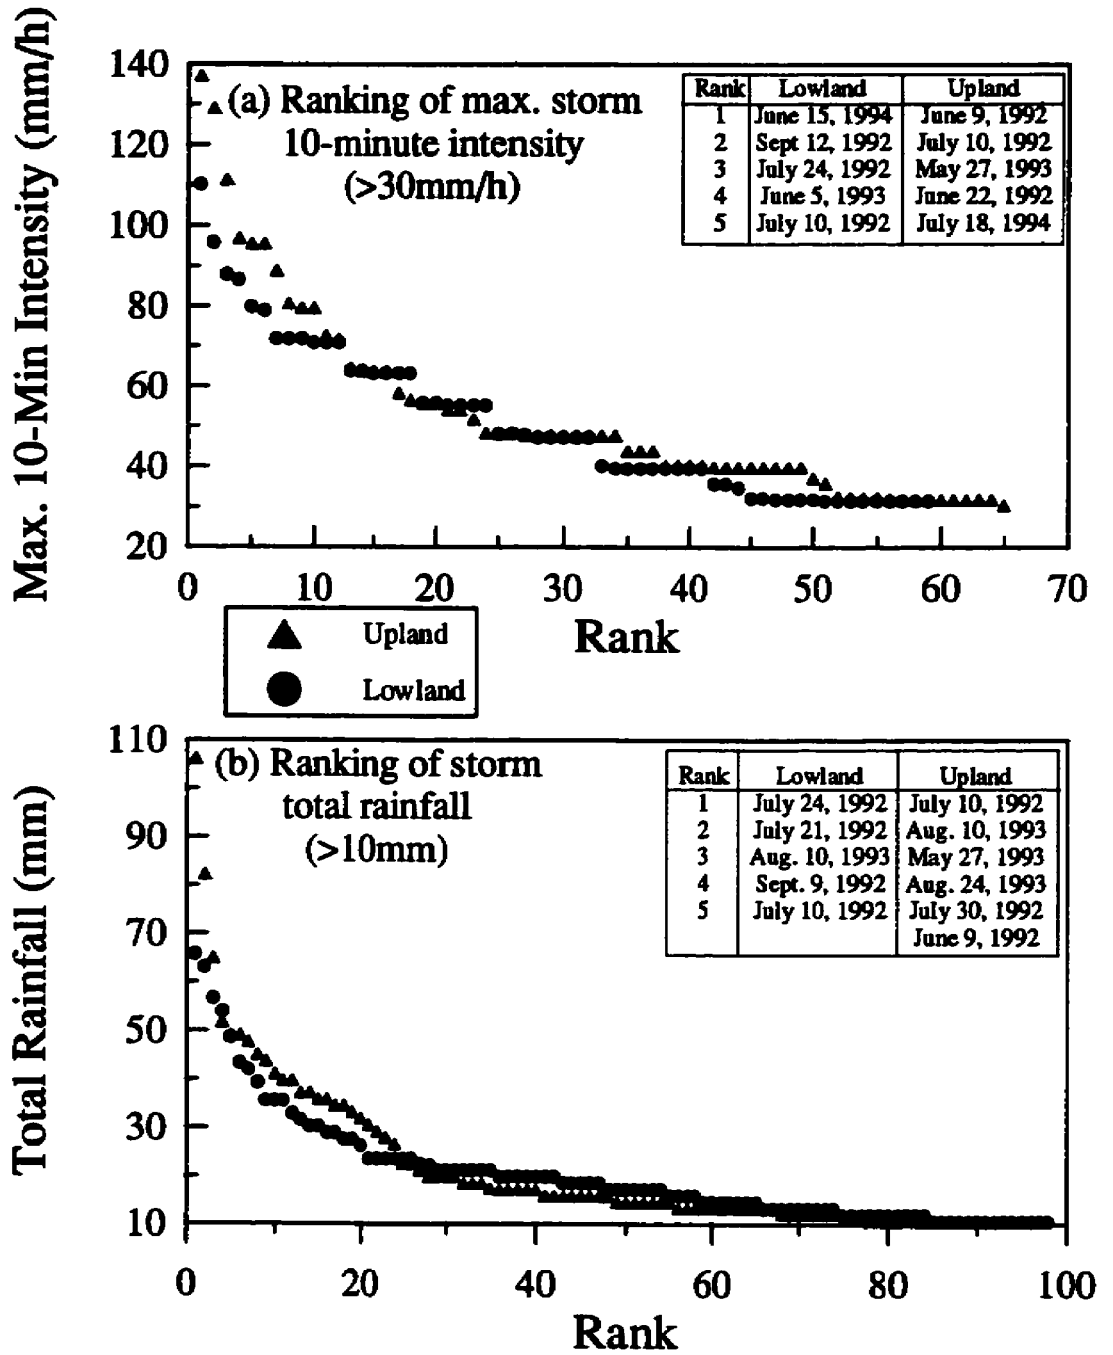 Max. 10-Min Intensity (mm/h)
140
120
100
80
60
40
20
(a) Ranking of max. storm
10-minute intensity
(>30mm/h)
Rank Lowland Upland
1 June 15, 1994 June 9, 1992
2 Sept 12, 1992 July 10, 1992
3 July 24, 1992 May 27, 1993
4 June 5, 1993 June 22, 1992
5 July 10, 1992 July 18, 1994
0 10 20 30 40 50 60 70
Rank
Upland
Lowland
Total Rainfall (mm)
110
90
70
50
30
10
(b) Ranking of storm
total rainfall
(>10mm)
Rank Lowland Upland
1 July 24, 1992 July 10, 1992
2 July 21, 1992 Aug. 10, 1993
3 Aug. 10, 1993 May 27, 1993
4 Sept. 9, 1992 Aug. 24, 1993
5 July 10, 1992 July 30, 1992
June 9, 1992
0 20 40 60 80 100
Rank